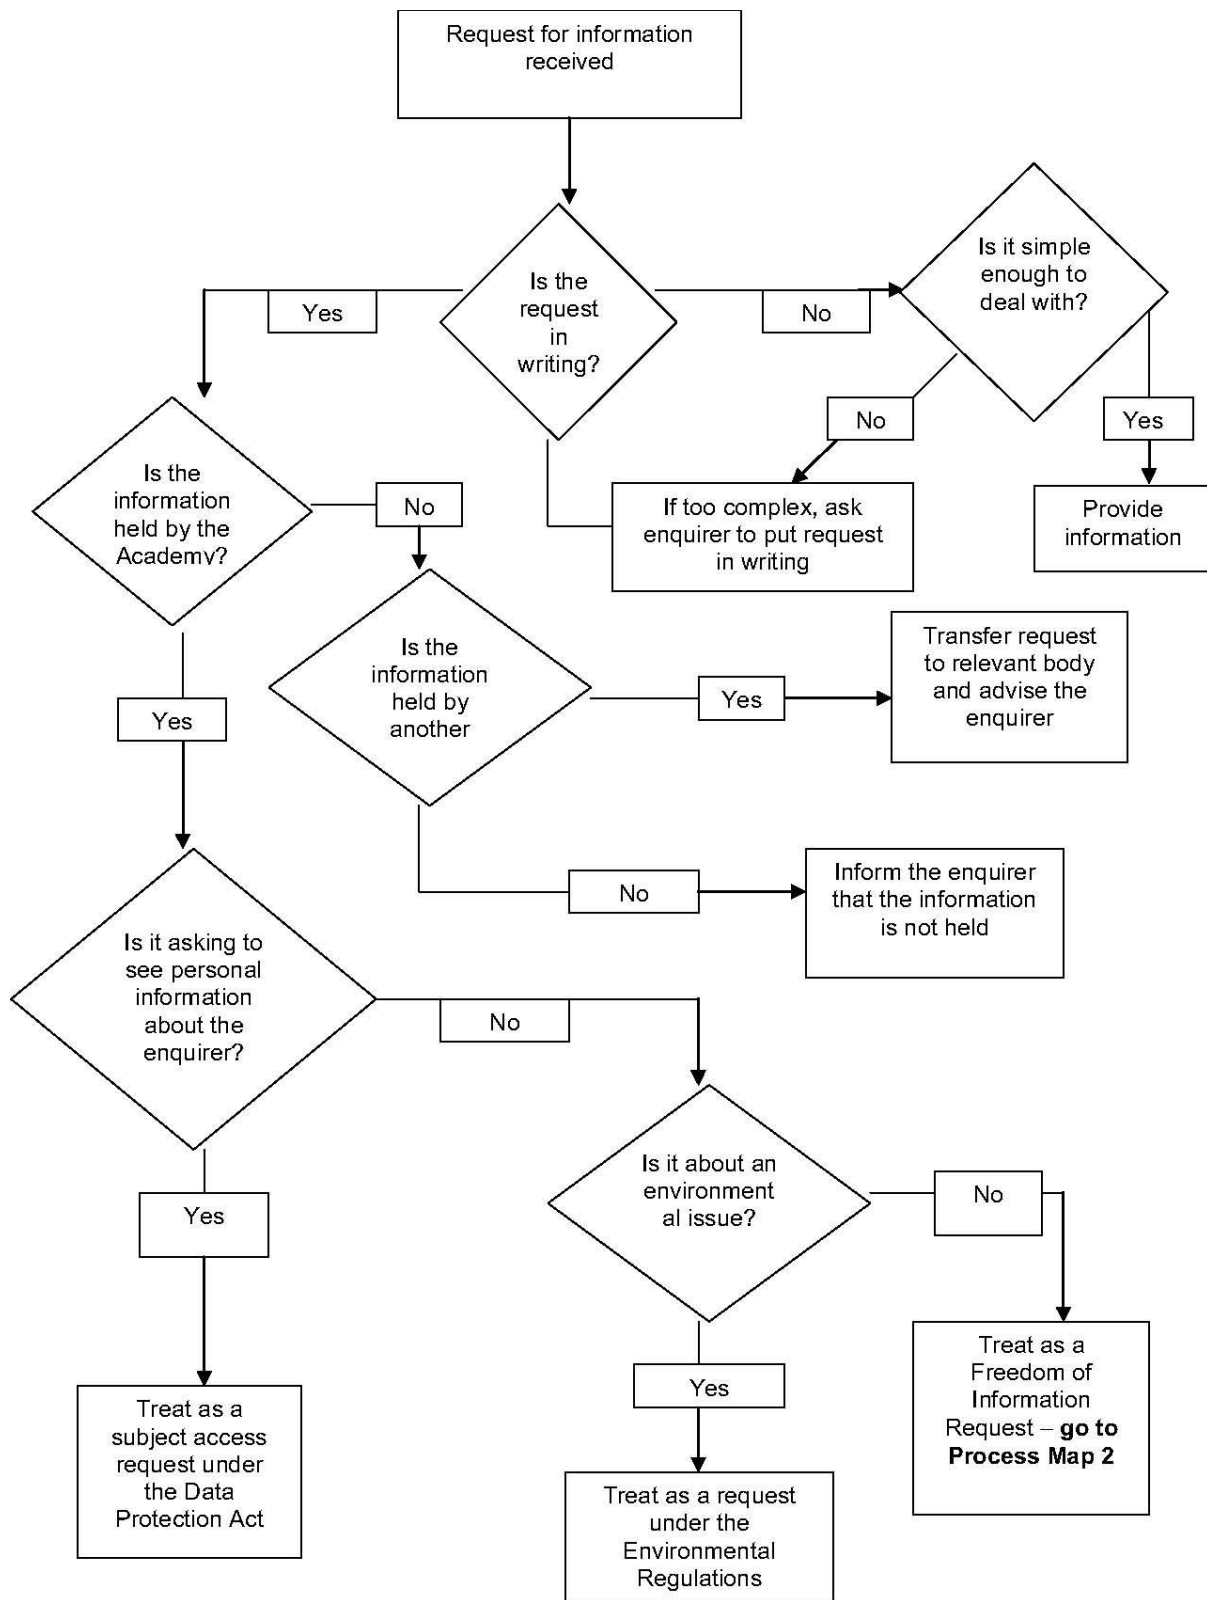 Request for information
received
Is it simple
enough to
deal with?
Is the
request
in
writing?
Yes
No
No
Yes
Is the
information
held by the
Academy?
No
If too complex, ask
enquirer to put request
in writing
Provide
information
Is the
information
held by
another
Yes
Transfer request
to relevant body
and advise the
enquirer
Yes
No
Inform the enquirer
that the information
is not held
Is it asking to
see personal
information
about the
enquirer?
No
Is it about an
environment
al issue?
No
Yes
Yes
Treat as a
Freedom of
Information
Request – go to
Process Map 2
Treat as a
subject access
request under
the Data
Protection Act
Treat as a request
under the
Environmental
Regulations